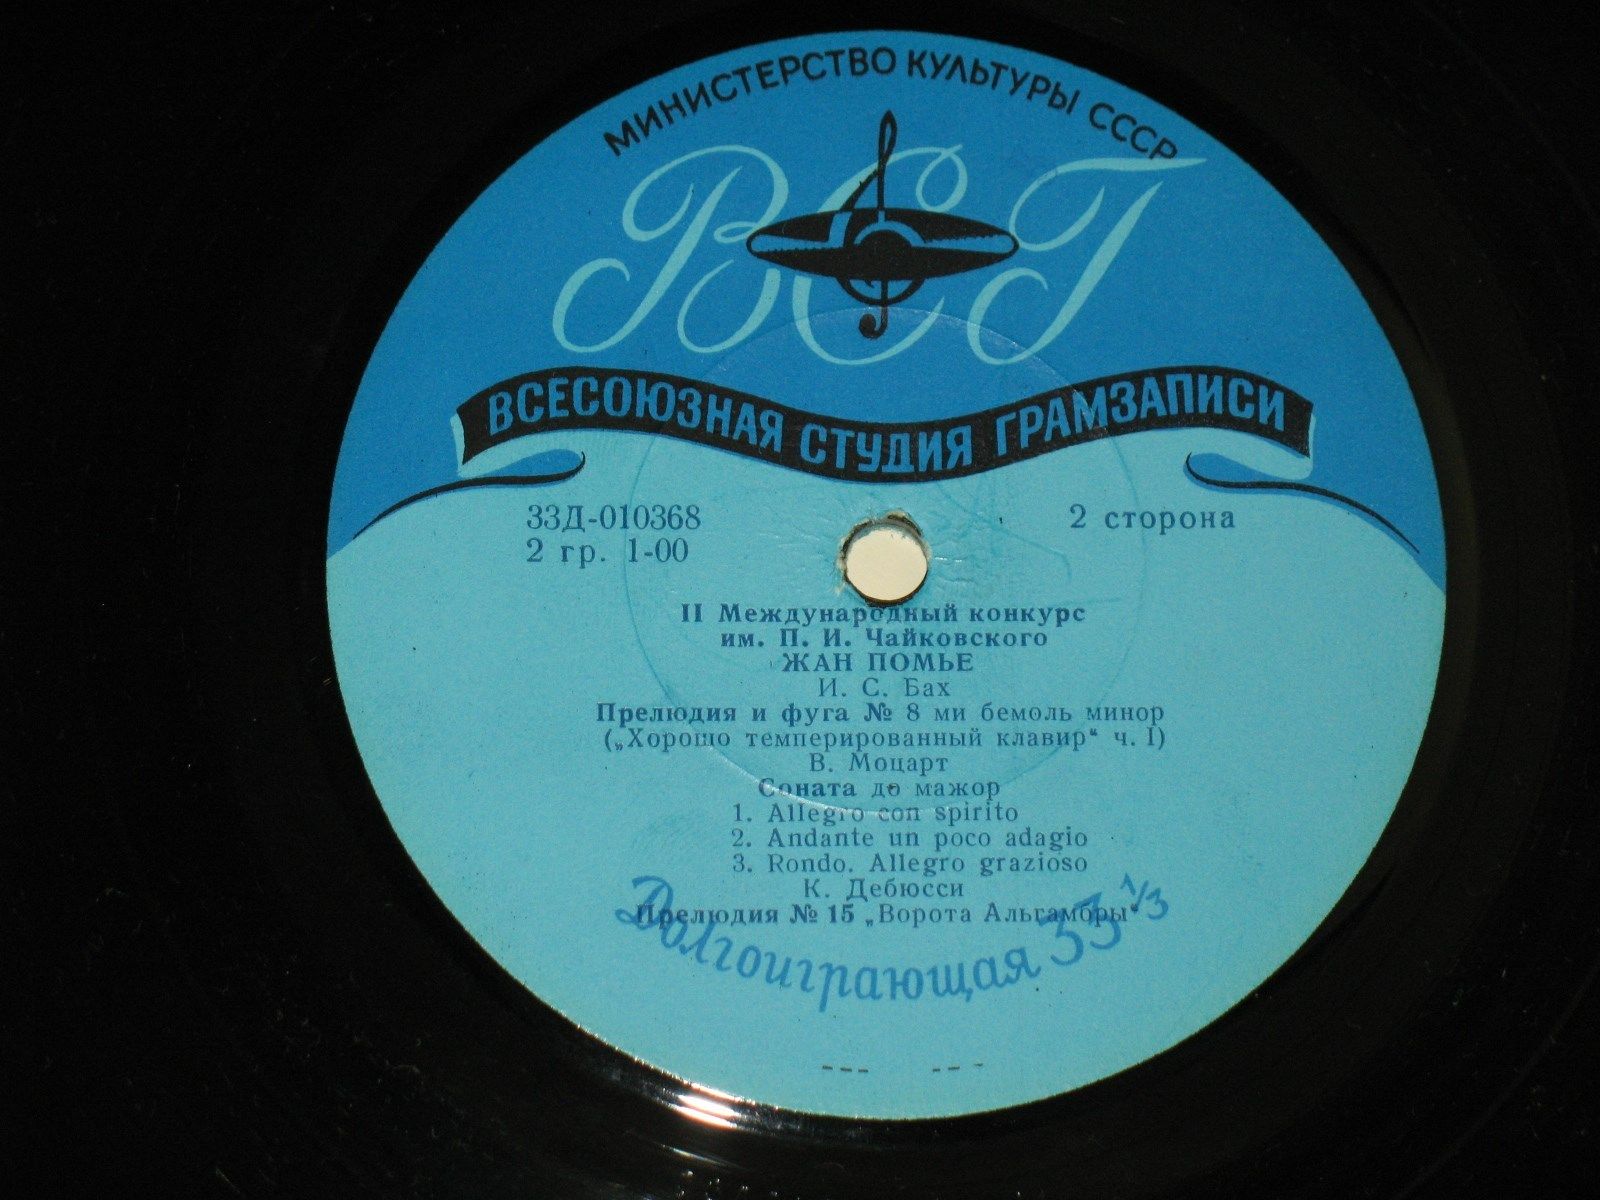 МИНИСТЕРСТВО КУЛЬТУРЫ СССР
ВСГ
ВСЕСОЮЗНАЯ СТУДИЯ ГРАМЗАПИСИ
33Д-010368
2 гр. 1-00
2 сторона
II Международный конкурс
им. П. И. Чайковского
ЖАН ПОМЬЕ
И. С. Бах
Прелюдия и фуга № 8 ми бемоль минор
(„Хорошо темперированный клавир“ ч. I)
В. Моцарт
Соната до мажор
1. Allegro con spirito
2. Andante un poco adagio
3. Rondo. Allegro grazioso
К. Дебюсси
Прелюдия № 15 „Ворота Альгамбры“
Долгоиграющая 33 1/3